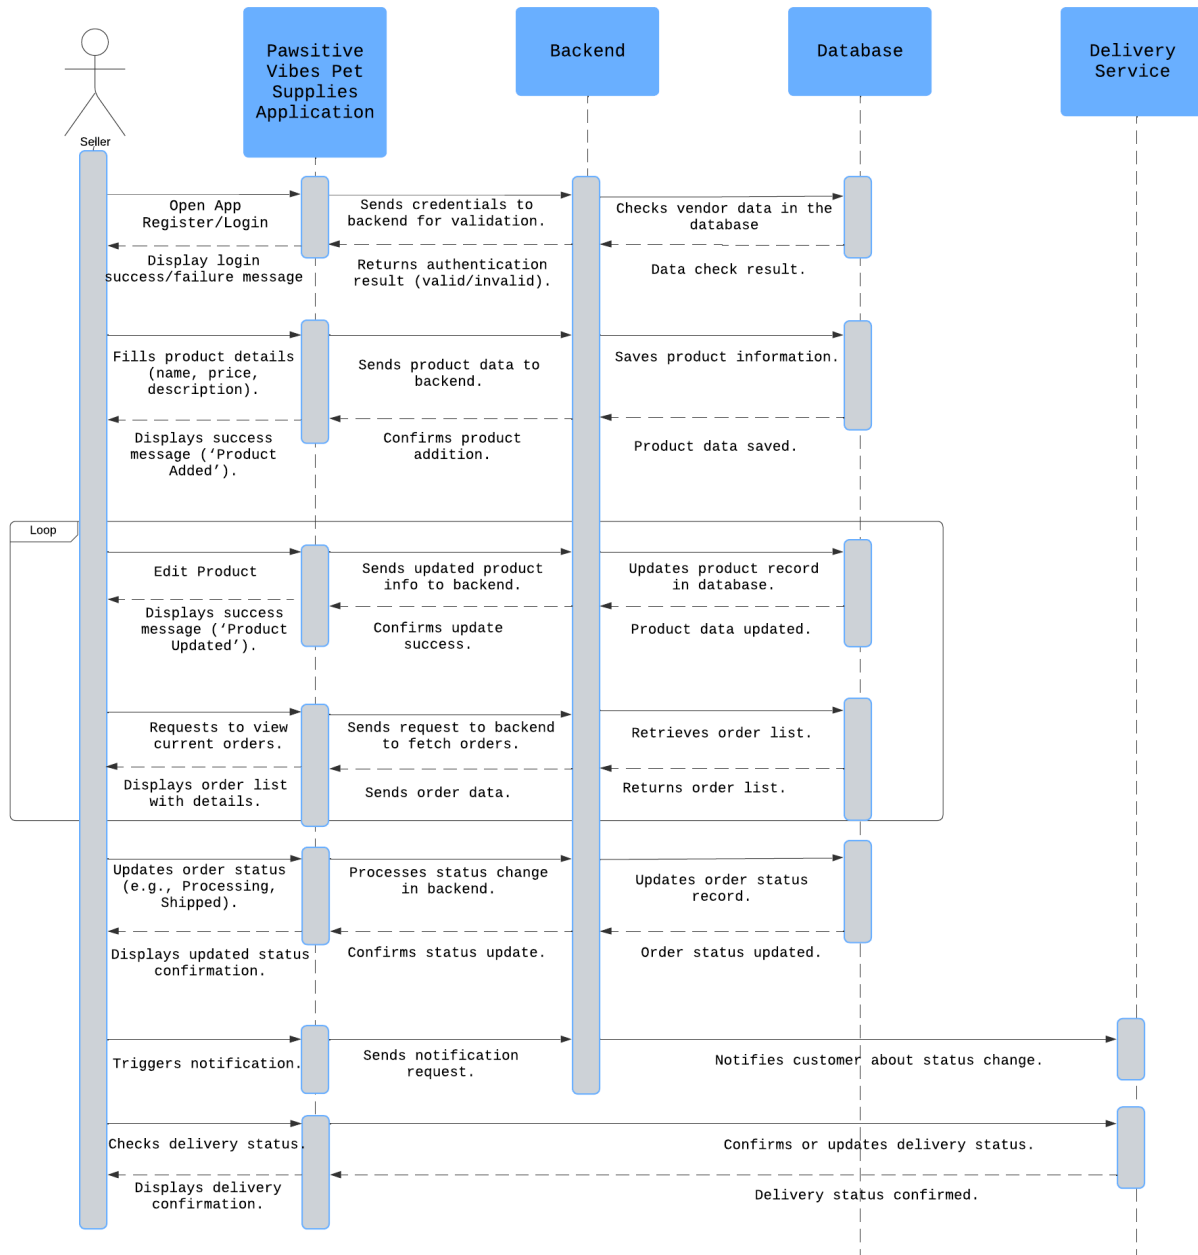 Pawsitive
Vibes Pet
Supplies
Application
Backend
Database
Delivery
Service
Seller
Open App
Register/Login
Sends credentials to
backend for validation.
Checks vendor data in the
database
Display login
success/failure message
Returns authentication
result (valid/invalid).
Data check result.
Fills product details
(name, price,
description).
Sends product data to
backend.
Saves product information.
Displays success
message (‘Product
Added’).
Confirms product
addition.
Product data saved.
Loop
Edit Product
Sends updated product
info to backend.
Updates product record
in database.
Displays success
message (‘Product
Updated’).
Confirms update
success.
Product data updated.
Requests to view
current orders.
Sends request to backend
to fetch orders.
Retrieves order list.
Displays order list
with details.
Sends order data.
Returns order list.
Updates order status
(e.g., Processing,
Shipped).
Processes status change
in backend.
Updates order status
record.
Displays updated status
confirmation.
Confirms status update.
Order status updated.
Triggers notification.
Sends notification
request.
Notifies customer about status change.
Checks delivery status.
Confirms or updates delivery status.
Displays delivery
confirmation.
Delivery status confirmed.